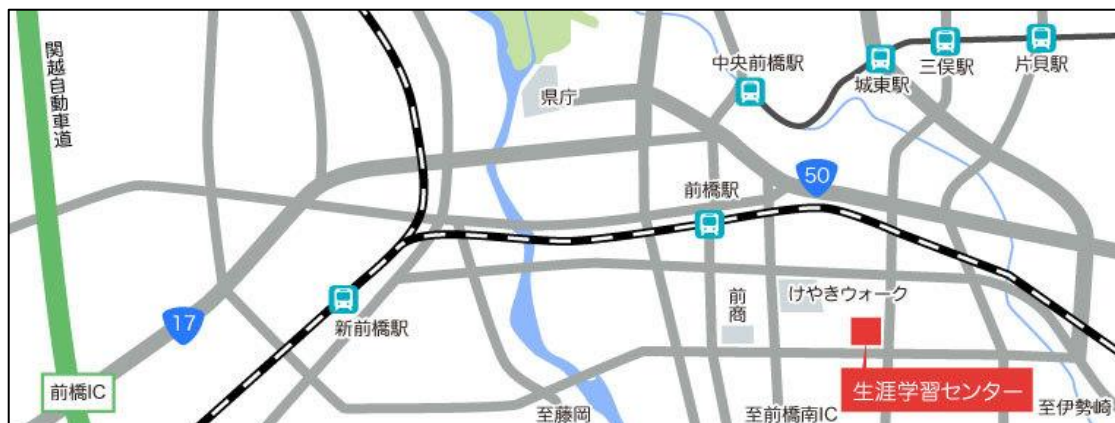 関越自動車道
県庁
中央前橋駅
城東駅
三俣駅
片貝駅
50
前橋駅
17
新前橋駅
前商
けやきウォーク
前橋IC
生涯学習センター
至藤岡
至前橋南IC
至伊勢崎